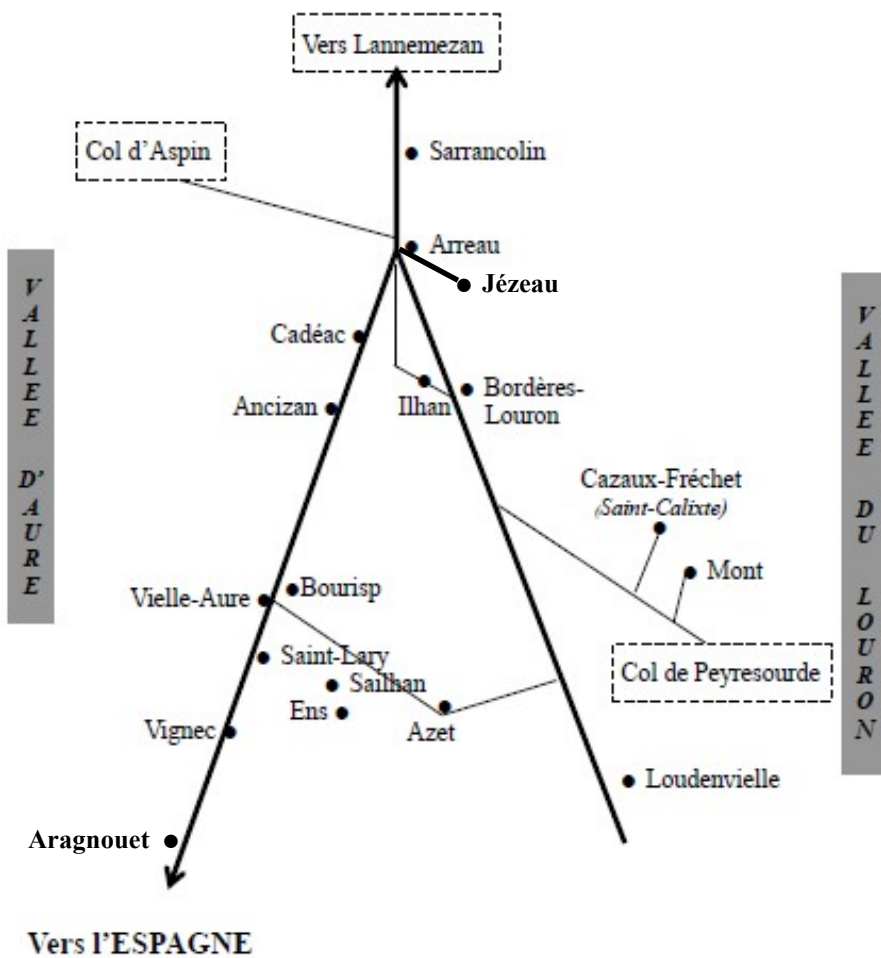 Vers Lannemezan
Col d'Aspin
Sarrancolin
Arreau
Jézeau
VALLEE D'AURE
VALLEE DU LOURON
Cadéac
Ancizan
Ilhan
Bordères-
Louron
Cazaux-Fréchet
(Saint-Calixte)
Mont
Vielle-Aure
Bourisp
Saint-Lary
Sailhan
Ens
Azet
Col de Peyresourde
Vignec
Loudenvielle
Aragnouet
Vers l'ESPAGNE